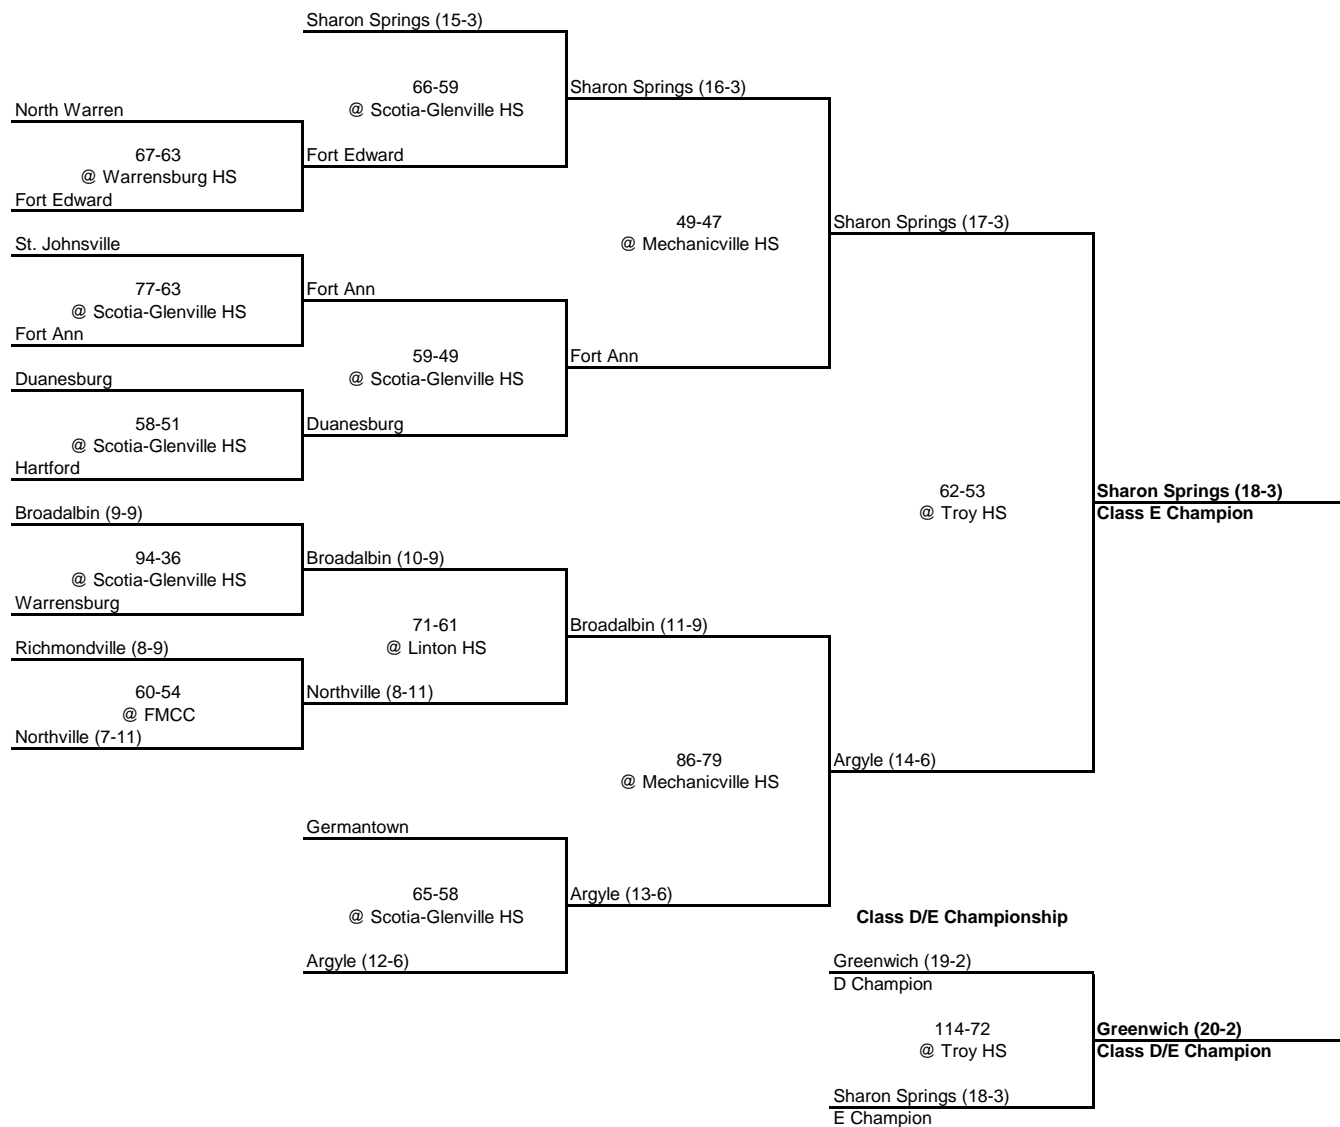 Sharon Springs (15-3)
66-59
@ Scotia-Glenville HS
Sharon Springs (16-3)
North Warren
67-63
@ Warrensburg HS
Fort Edward
Fort Edward
49-47
@ Mechanicville HS
Sharon Springs (17-3)
St. Johnsville
77-63
@ Scotia-Glenville HS
Fort Ann
Fort Ann
59-49
@ Scotia-Glenville HS
Fort Ann
Duanesburg
58-51
@ Scotia-Glenville HS
Duanesburg
Hartford
62-53
@ Troy HS
Sharon Springs (18-3)
Class E Champion
Broadalbin (9-9)
94-36
@ Scotia-Glenville HS
Broadalbin (10-9)
Warrensburg
71-61
@ Linton HS
Broadalbin (11-9)
Richmondville (8-9)
60-54
@ FMCC
Northville (8-11)
Northville (7-11)
86-79
@ Mechanicville HS
Argyle (14-6)
Germantown
65-58
@ Scotia-Glenville HS
Argyle (13-6)
Argyle (12-6)
Class D/E Championship
Greenwich (19-2)
D Champion
114-72
@ Troy HS
Greenwich (20-2)
Class D/E Champion
Sharon Springs (18-3)
E Champion